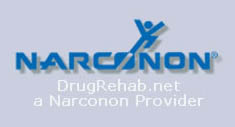 NARCONON®
DrugRehab.net
a Narconon Provider